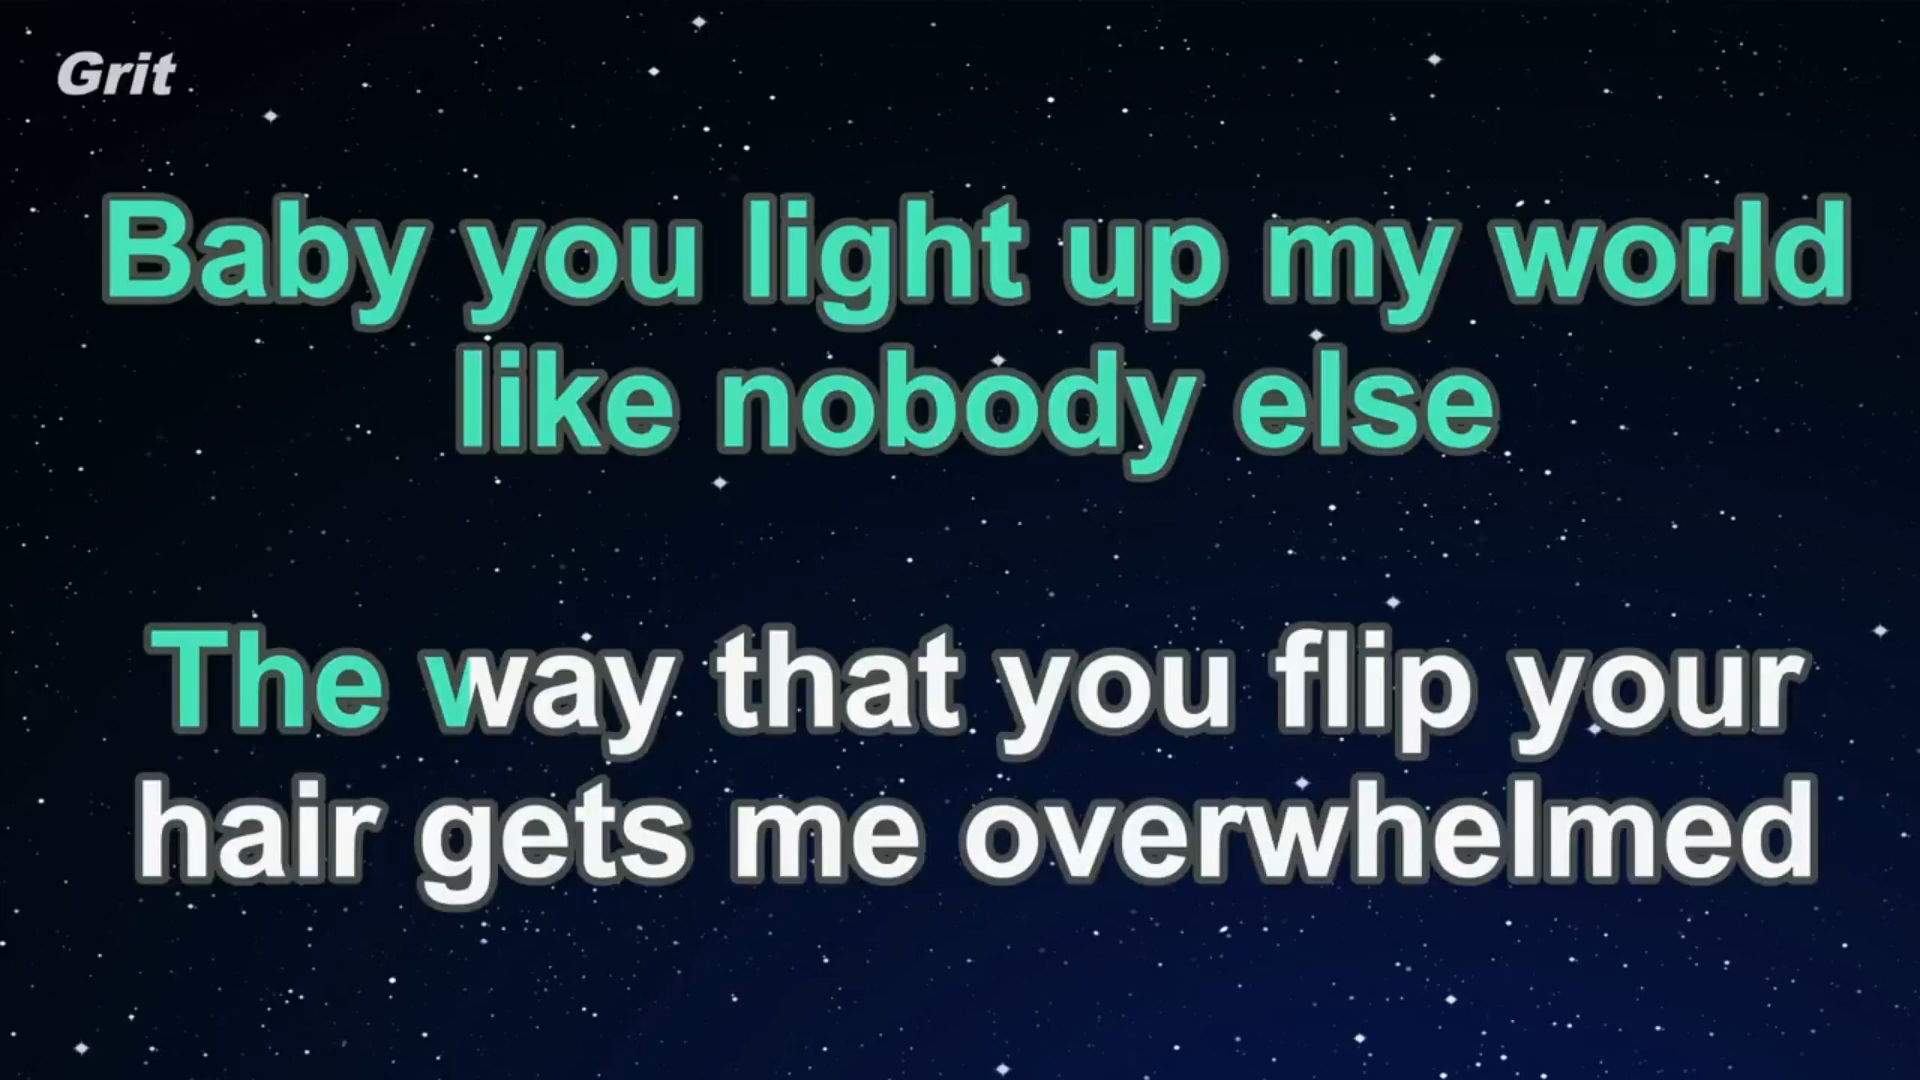 Grit
Baby you light up my world
like nobody else
The way that you flip your
hair gets me overwhelmed